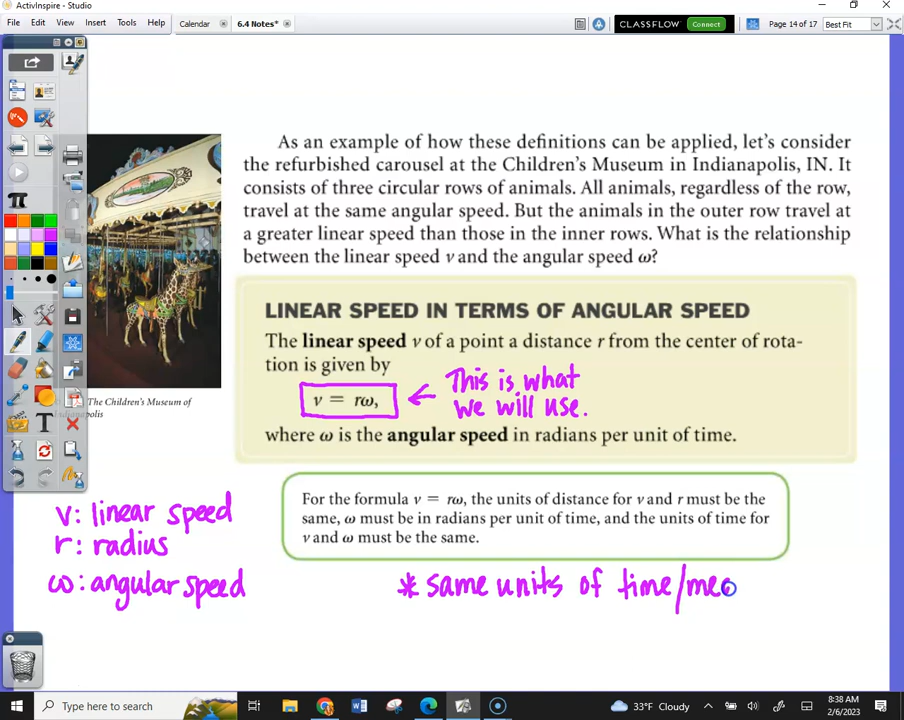 ActivInspire - Studio
File Edit View Insert Tools Help
Calendar
6.4 Notes*
CLASSFLOW Connect
Page 14 of 17
Best Fit
As an example of how these definitions can be applied, let's consider
the refurbished carousel at the Children's Museum in Indianapolis, IN. It
consists of three circular rows of animals. All animals, regardless of the row,
travel at the same angular speed. But the animals in the outer row travel at
a greater linear speed than those in the inner rows. What is the relationship
between the linear speed v and the angular speed ω?
LINEAR SPEED IN TERMS OF ANGULAR SPEED
The linear speed v of a point a distance r from the center of rota-
tion is given by
v = rω,
This is what
we will use.
where ω is the angular speed in radians per unit of time.
The Children's Museum of
Indianapolis
For the formula v = rω, the units of distance for v and r must be the
same, ω must be in radians per unit of time, and the units of time for
v and ω must be the same.
v: linear speed
r: radius
ω: angular speed
* same units of time/mea
Type here to search
33°F Cloudy
8:38 AM
2/6/2023